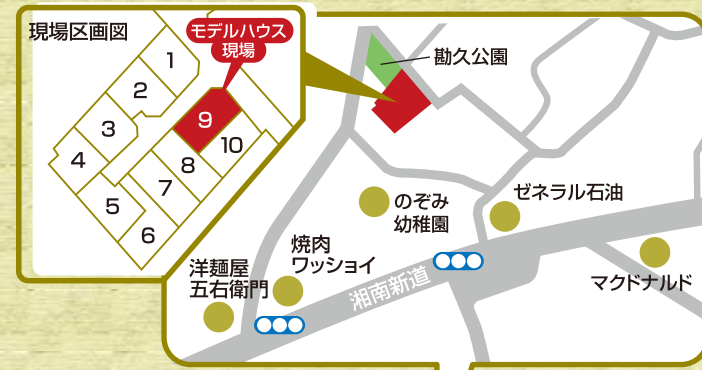 現場区画図
モデルハウス
現場
1
2
3
4
5
6
7
8
9
10
勘久公園
のぞみ
幼稚園
ゼネラル石油
焼肉
ワッショイ
洋麺屋
五右衛門
湘南新道
マクドナルド